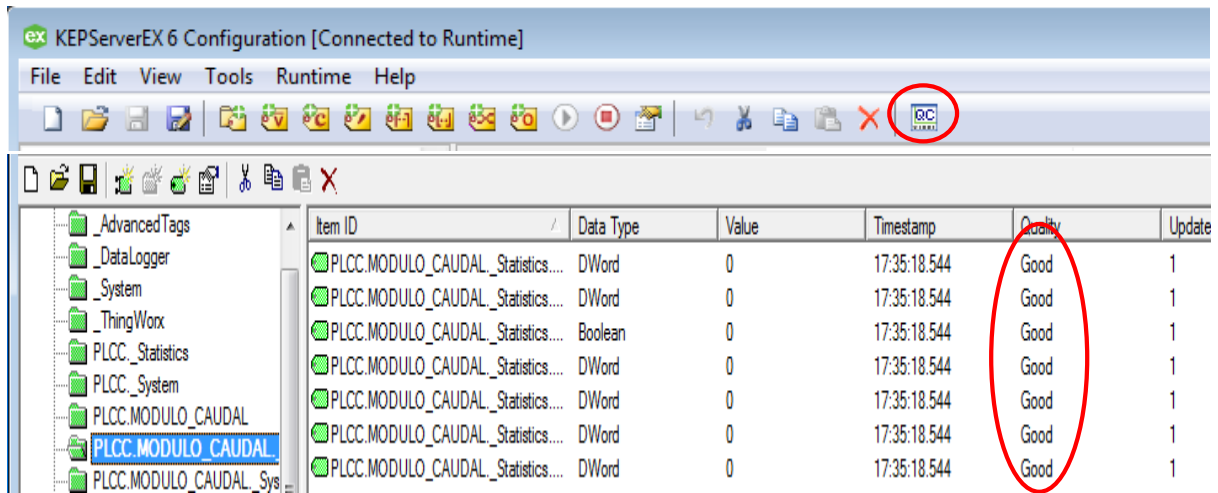 ex KEPServerEX 6 Configuration [Connected to Runtime]
File Edit View Tools Runtime Help
QC
_AdvancedTags
_DataLogger
_System
_ThingWorx
PLCC._Statistics
PLCC._System
PLCC.MODULO_CAUDAL
PLCC.MODULO_CAUDAL._
PLCC.MODULO_CAUDAL._Sys
Item ID Data Type Value Timestamp Quality Update
PLCC.MODULO_CAUDAL._Statistics.... DWord 0 17:35:18.544 Good 1
PLCC.MODULO_CAUDAL._Statistics.... DWord 0 17:35:18.544 Good 1
PLCC.MODULO_CAUDAL._Statistics.... Boolean 0 17:35:18.544 Good 1
PLCC.MODULO_CAUDAL._Statistics.... DWord 0 17:35:18.544 Good 1
PLCC.MODULO_CAUDAL._Statistics.... DWord 0 17:35:18.544 Good 1
PLCC.MODULO_CAUDAL._Statistics.... DWord 0 17:35:18.544 Good 1
PLCC.MODULO_CAUDAL._Statistics.... DWord 0 17:35:18.544 Good 1